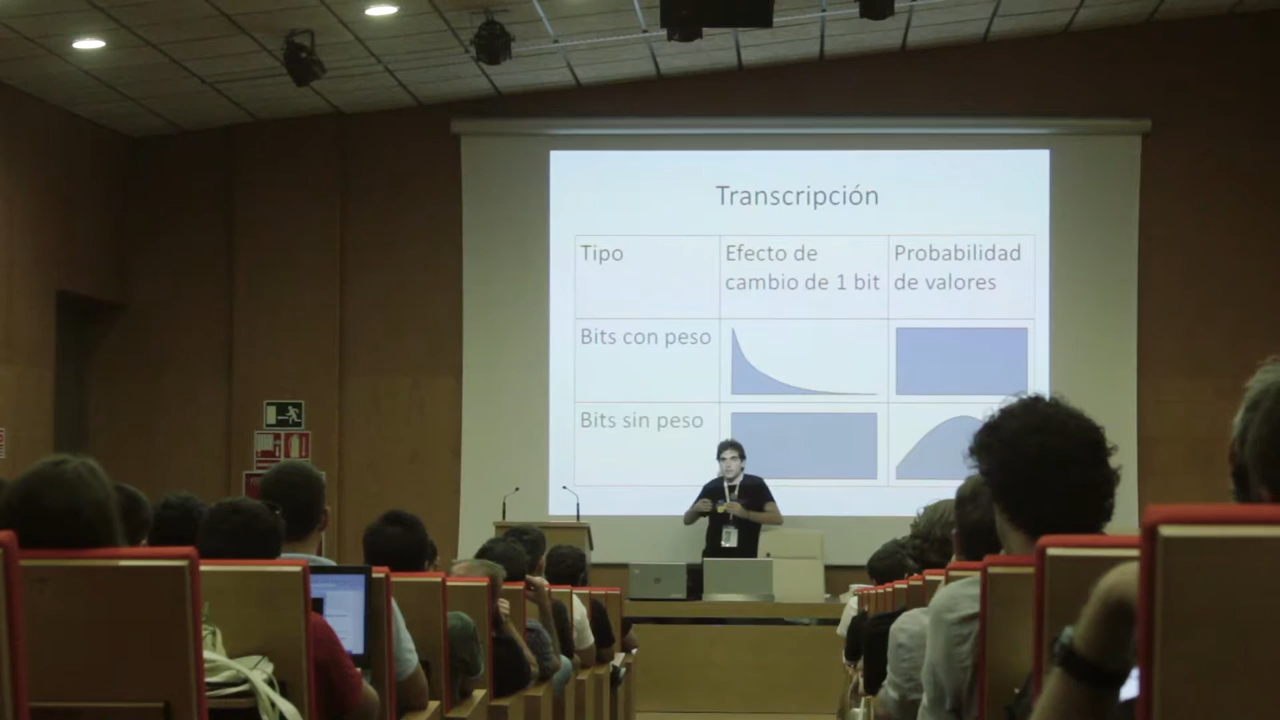 Transcripción
Tipo
Efecto de
cambio de 1 bit
Probabilidad
de valores
Bits con peso
Bits sin peso